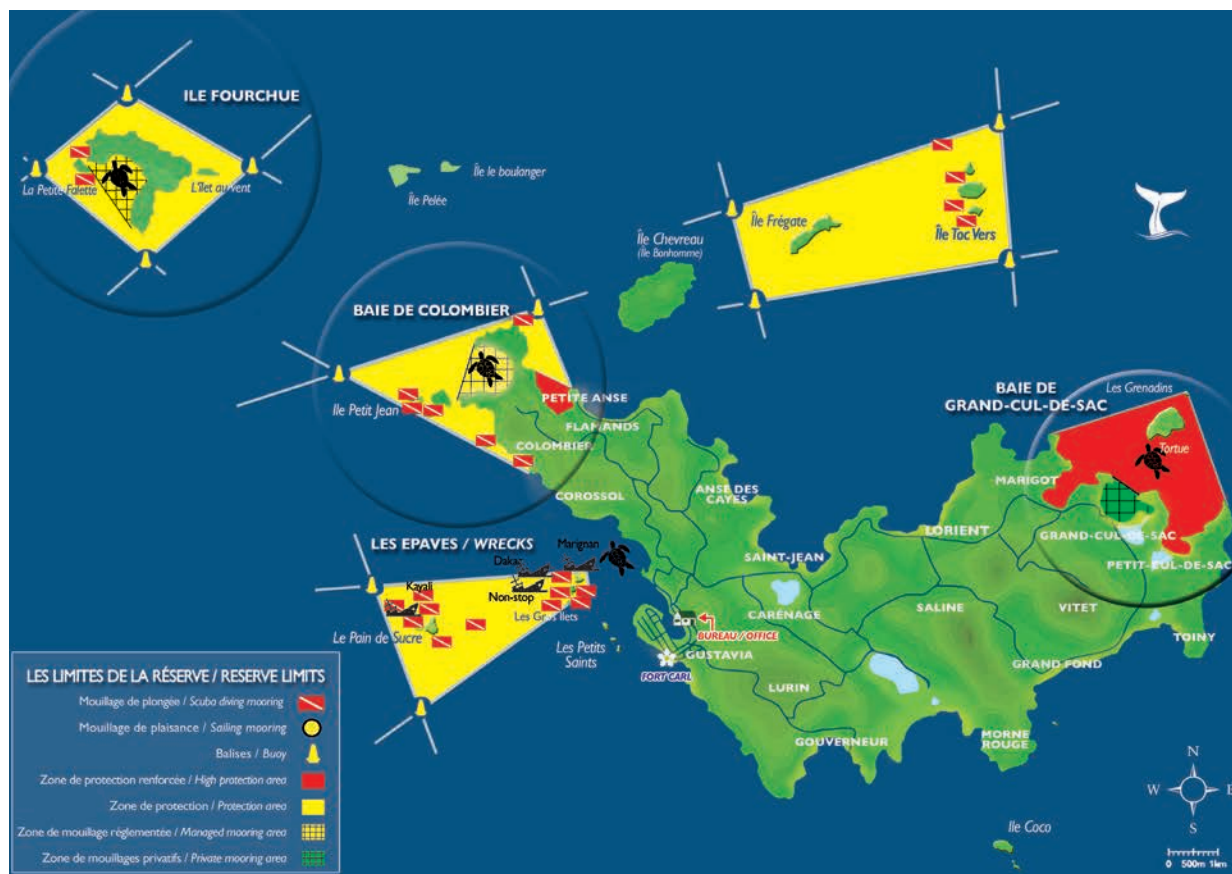 ILE FOURCHUE
La Petite Falette
L'îlet au vent
Île le boulanger
Île Pelée
Île Chevreau
(Île Bonhomme)
Île Frégate
Île Toc Vers
BAIE DE COLOMBIER
Ile Petit Jean
PETITE ANSE
FLAMANDS
COLOMBIER
COROSSOL
ANSE DES
CAYES
BAIE DE
GRAND-CUL-DE-SAC
Les Grenadins
Tortue
MARIGOT
LORIENT
GRAND-CUL-DE-SAC
PETIT-CUL-DE-SAC
SAINT-JEAN
CARÉNAGE
SALINE
VITET
TOINY
GRAND FOND
LES EPAVES / WRECKS
Marignan
Dakar
Kayali
Non-stop
Les Gros Ilets
Le Pain de Sucre
Les Petits
Saints
BUREAU / OFFICE
GUSTAVIA
FORT CARL
LURIN
GOUVERNEUR
MORNE
ROUGE
Ile Coco
N
W
E
S
0 500m 1km
LES LIMITES DE LA RÉSERVE / RESERVE LIMITS
Mouillage de plongée / Scuba diving mooring
Mouillage de plaisance / Sailing mooring
Balises / Buoy
Zone de protection renforcée / High protection area
Zone de protection / Protection area
Zone de mouillage réglementée / Managed mooring area
Zone de mouillages privatifs / Private mooring area